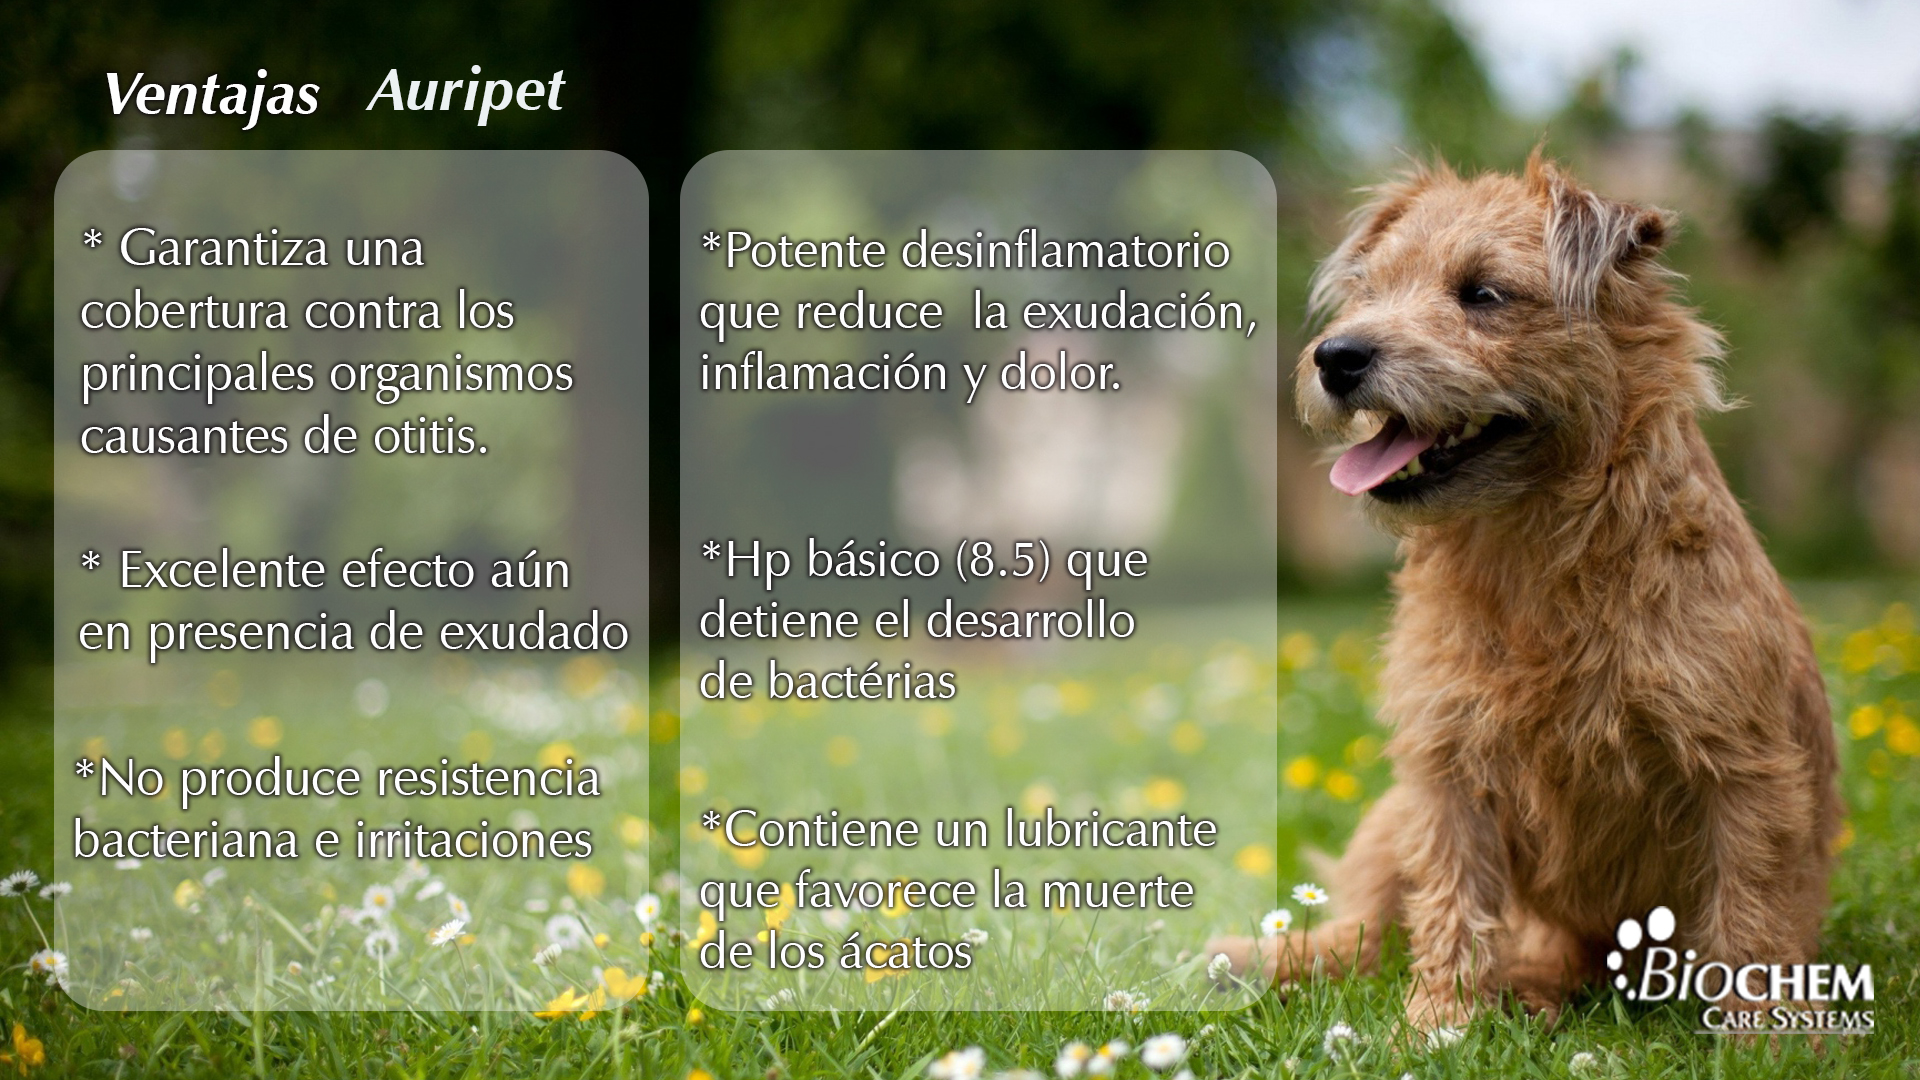 Ventajas Auripet
* Garantiza una
cobertura contra los
principales organismos
causantes de otitis.
* Excelente efecto aún
en presencia de exudado
*No produce resistencia
bacteriana e irritaciones
*Potente desinflamatorio
que reduce la exudación,
inflamación y dolor.
*Hp básico (8.5) que
detiene el desarrollo
de bactérias
*Contiene un lubricante
que favorece la muerte
de los ácatos
BIOCHEM
CARE SYSTEMS